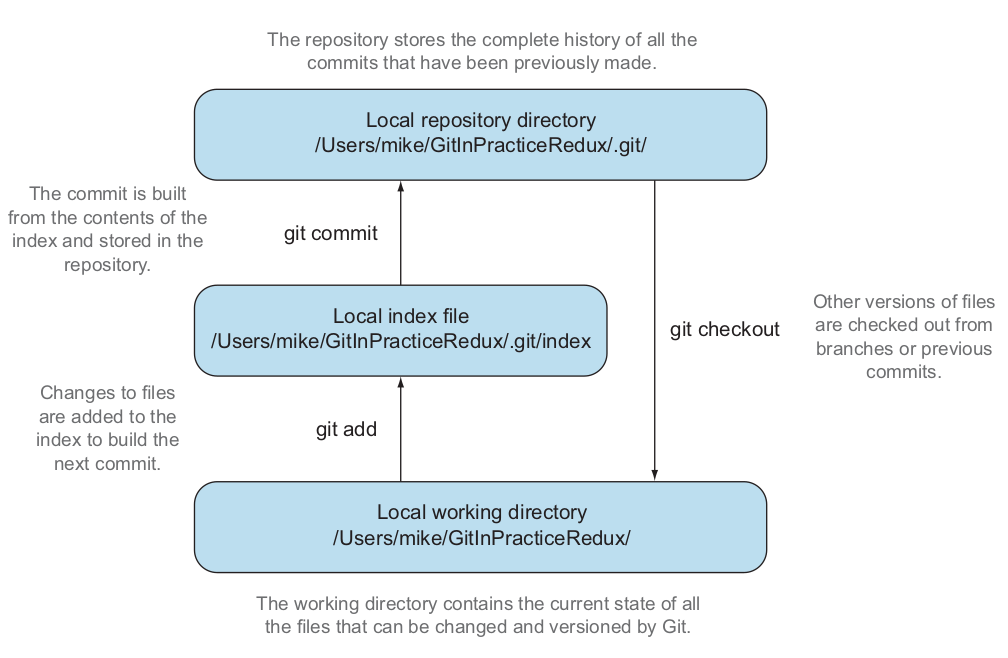 The repository stores the complete history of all the
commits that have been previously made.
Local repository directory
/Users/mike/GitInPracticeRedux/.git/
The commit is built
from the contents of the
index and stored in the
repository.
git commit
Local index file
/Users/mike/GitInPracticeRedux/.git/index
git checkout
Other versions of files
are checked out from
branches or previous
commits.
Changes to files
are added to the
index to build the
next commit.
git add
Local working directory
/Users/mike/GitInPracticeRedux/
The working directory contains the current state of all
the files that can be changed and versioned by Git.